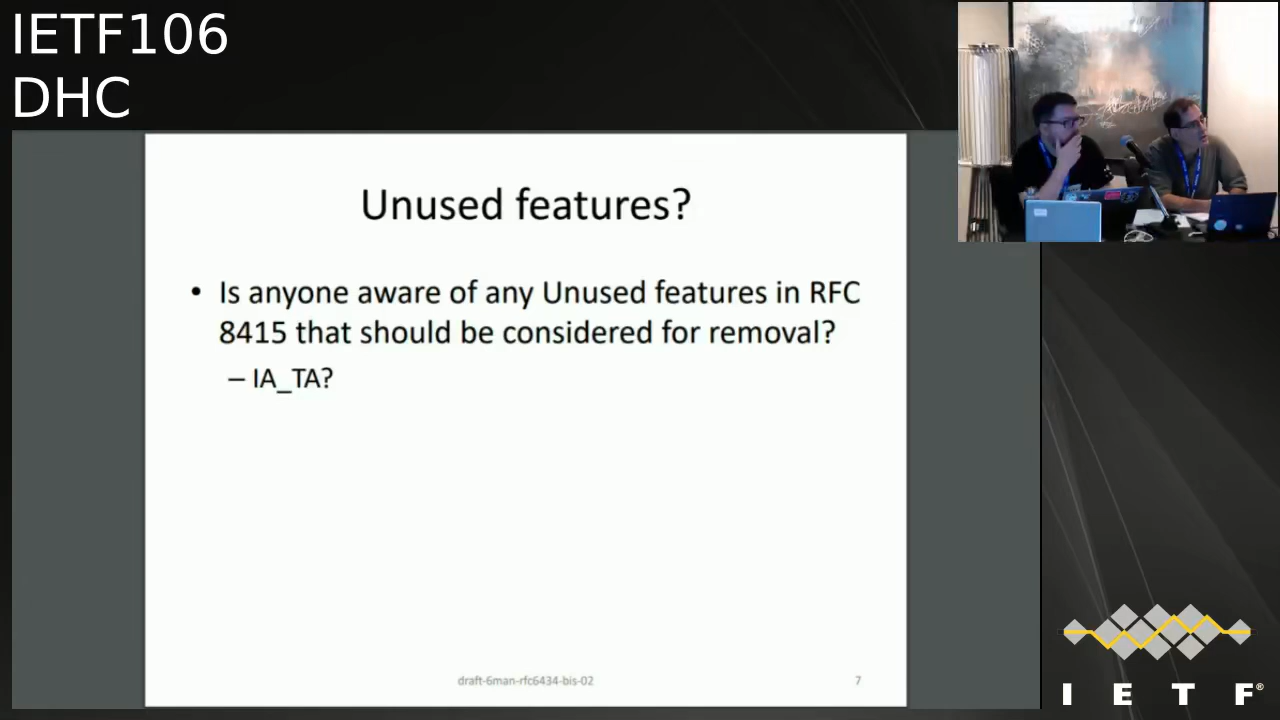 IETF106
DHC
Unused features?
• Is anyone aware of any Unused features in RFC
8415 that should be considered for removal?
– IA_TA?
draft-6man-rfc6434-bis-02
7
I E T F®